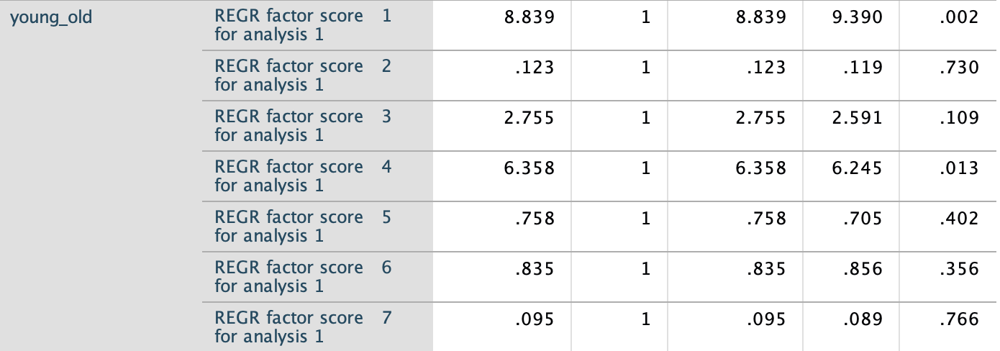 young_old REGR factor score 1 8.839 1 8.839 9.390 .002
for analysis 1
REGR factor score 2 .123 1 .123 .119 .730
for analysis 1
REGR factor score 3 2.755 1 2.755 2.591 .109
for analysis 1
REGR factor score 4 6.358 1 6.358 6.245 .013
for analysis 1
REGR factor score 5 .758 1 .758 .705 .402
for analysis 1
REGR factor score 6 .835 1 .835 .856 .356
for analysis 1
REGR factor score 7 .095 1 .095 .089 .766
for analysis 1